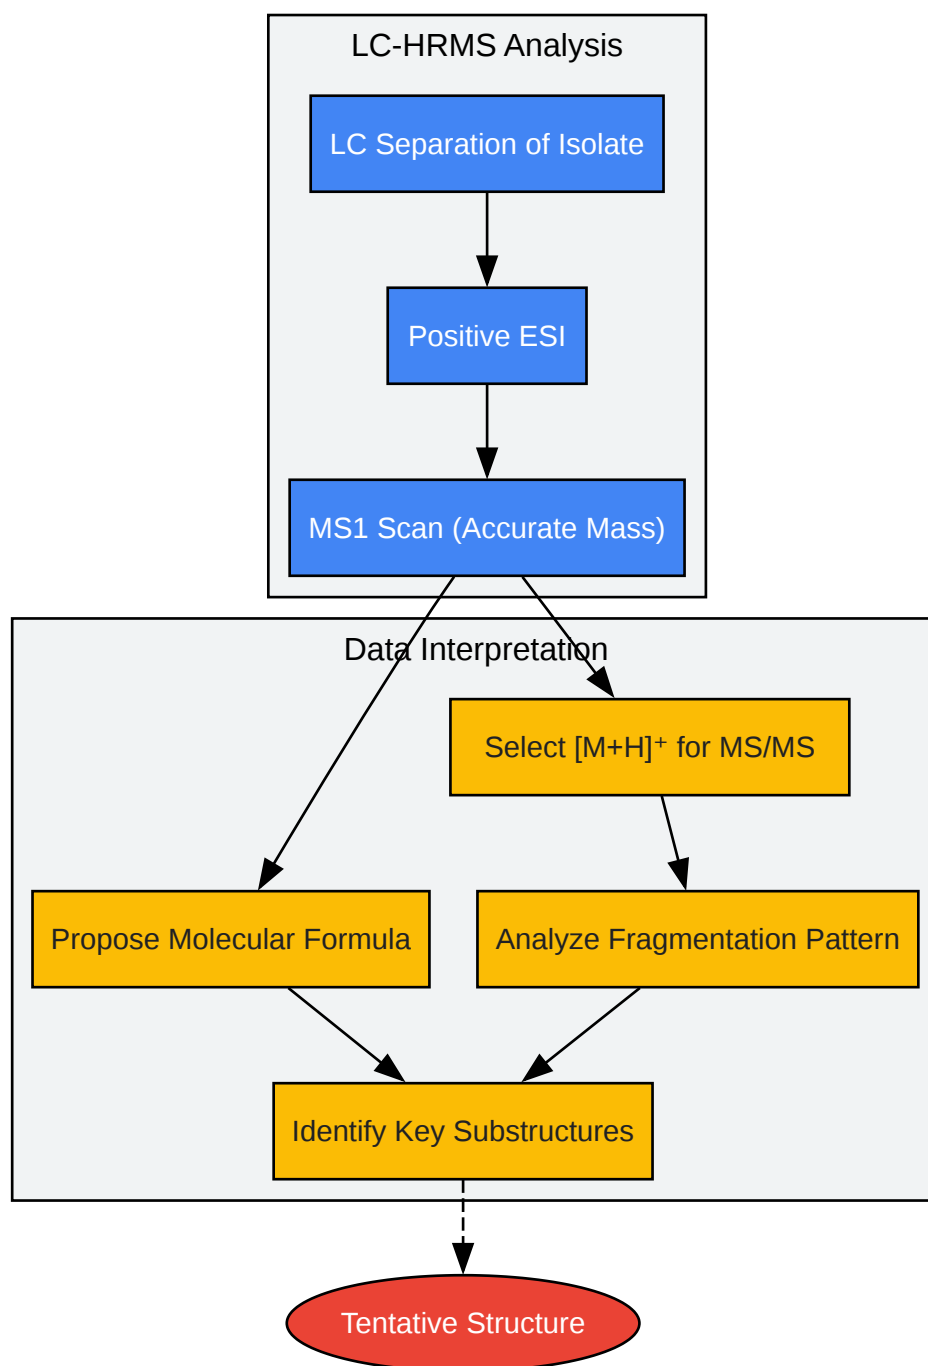 LC-HRMS Analysis
LC Separation of Isolate
Positive ESI
MS1 Scan (Accurate Mass)
Data Interpretation
Select [M+H]⁺ for MS/MS
Propose Molecular Formula
Analyze Fragmentation Pattern
Identify Key Substructures
Tentative Structure